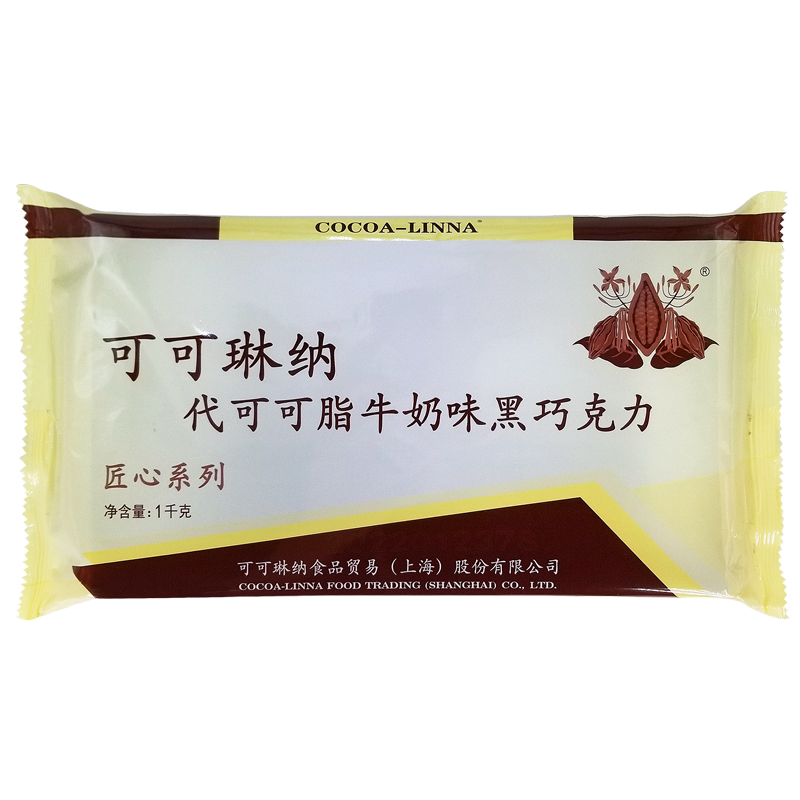 COCOA-LINNA®
®
可可琳纳
代可可脂牛奶味黑巧克力
匠心系列
净含量：1千克
可可琳纳食品贸易（上海）股份有限公司
COCOA-LINNA FOOD TRADING (SHANGHAI) CO., LTD.